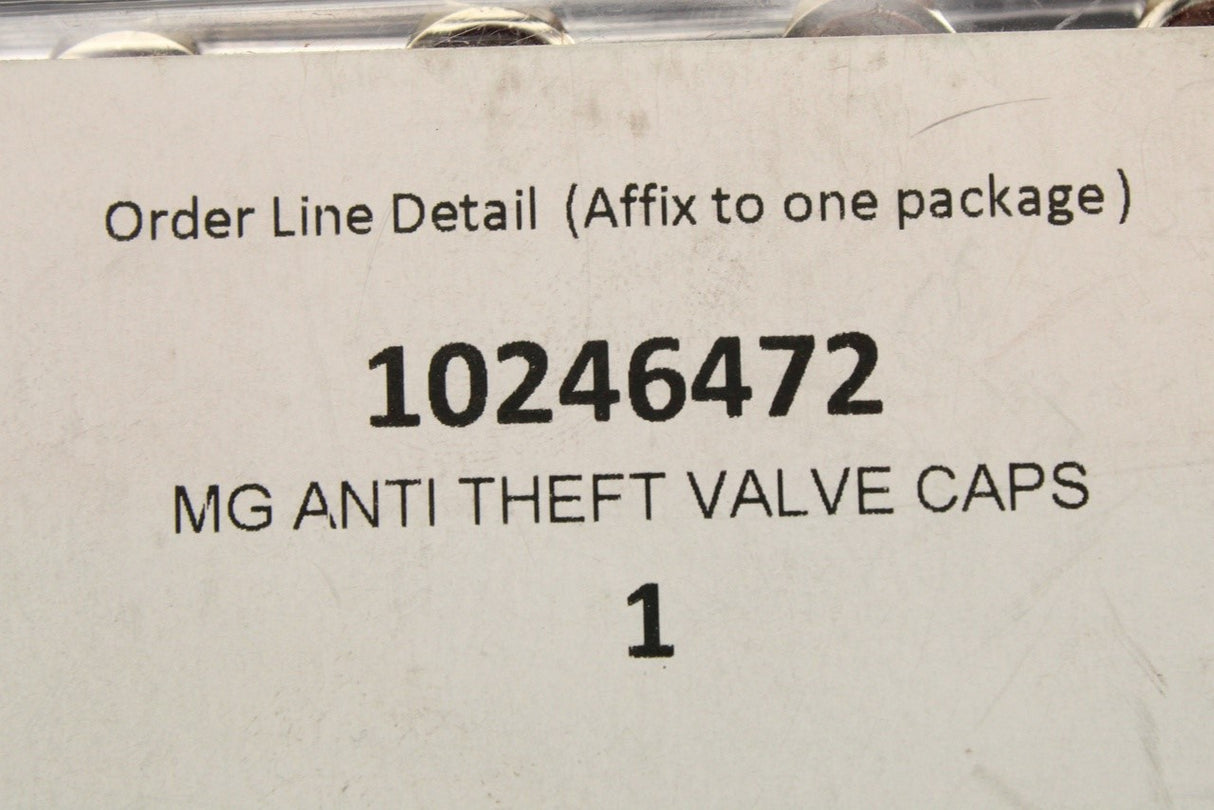 Order Line Detail (Affix to one package)
10246472
MG ANTI THEFT VALVE CAPS
1